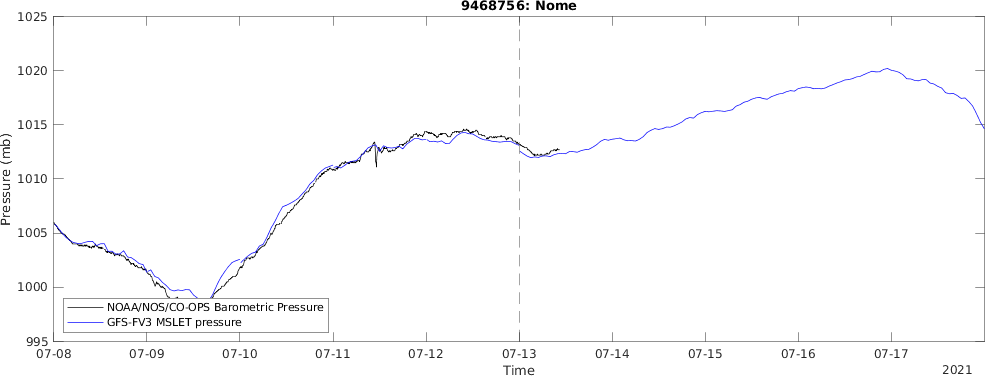 9468756: Nome
Pressure (mb)
1025
1020
1015
1010
1005
1000
995
NOAA/NOS/CO-OPS Barometric Pressure
GFS-FV3 MSLET pressure
07-08 07-09 07-10 07-11 07-12 07-13 07-14 07-15 07-16 07-17
Time
2021